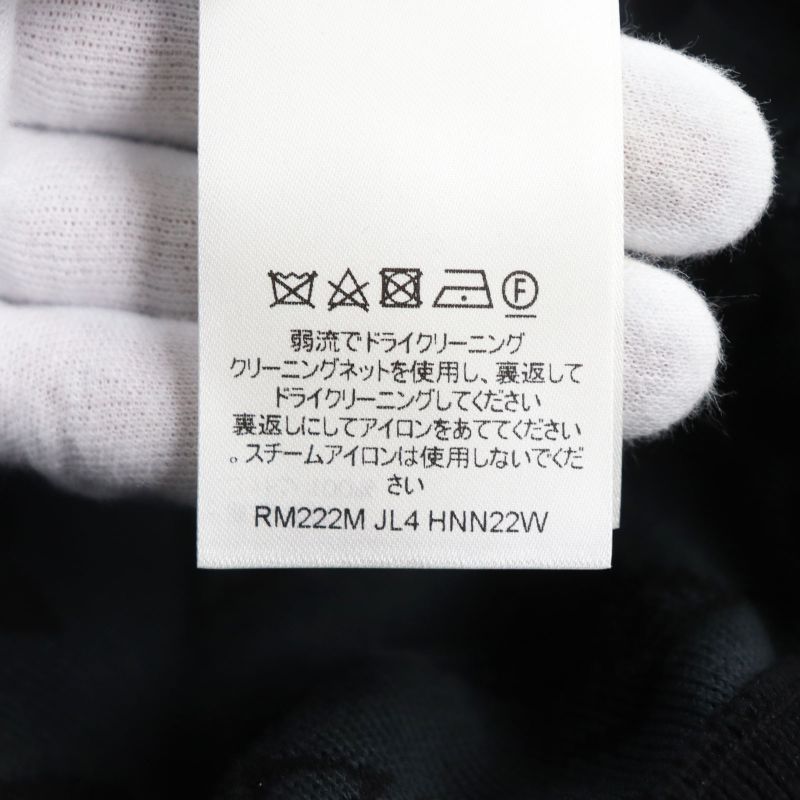 F
弱流でドライクリーニング
クリーニングネットを使用し、裏返して
ドライクリーニングしてください
裏返しにしてアイロンをあててください
。スチームアイロンは使用しないでくだ
さい
RM222M JL4 HNN22W